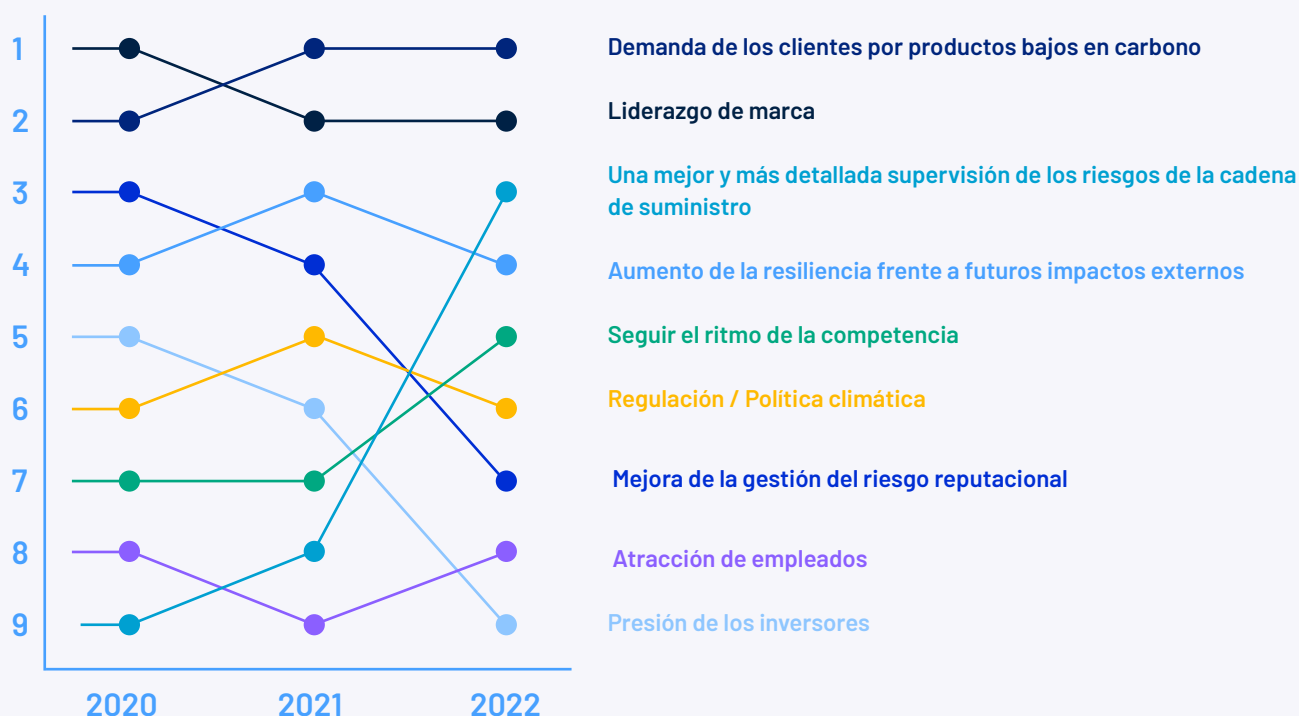 1
Demanda de los clientes por productos bajos en carbono
2
Liderazgo de marca
3
Una mejor y más detallada supervisión de los riesgos de la cadena
de suministro
4
Aumento de la resiliencia frente a futuros impactos externos
5
Seguir el ritmo de la competencia
6
Regulación / Política climática
7
Mejora de la gestión del riesgo reputacional
8
Atracción de empleados
9
Presión de los inversores
2020
2021
2022